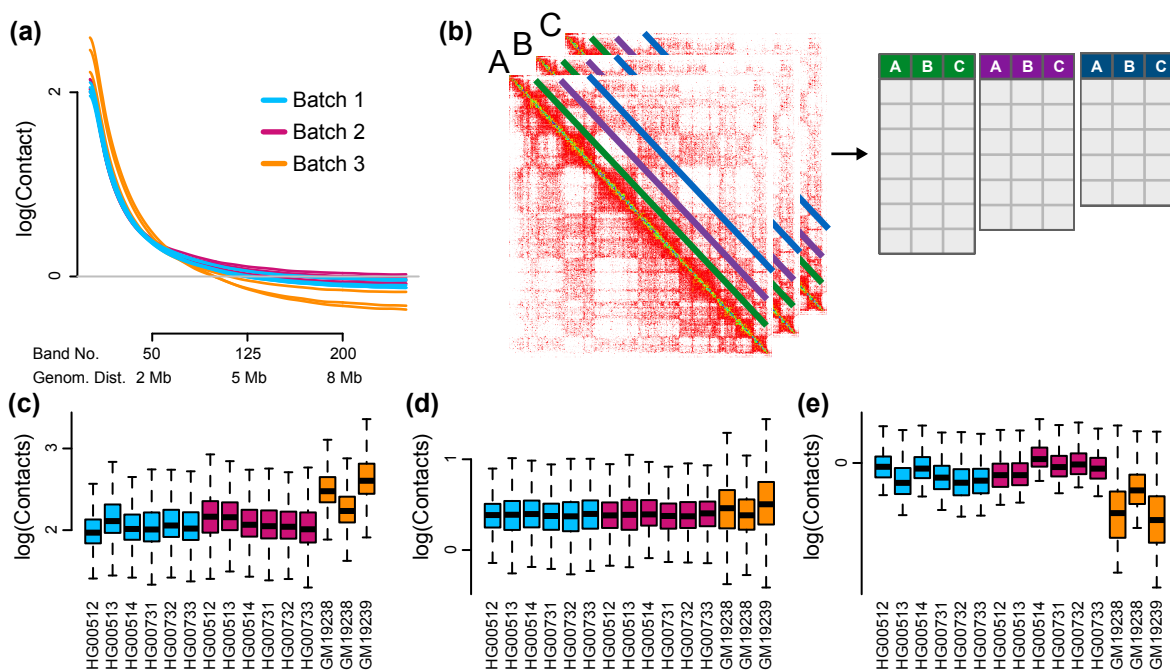 (a)
log(Contact)
2
0
Batch 1
Batch 2
Batch 3
Band No. 50 125 200
Genom. Dist. 2 Mb 5 Mb 8 Mb
(b)
A
B
C
A B C
A B C
A B C
(c)
log(Contacts)
3
2
HG00512
HG00513
HG00514
HG00731
HG00732
HG00733
HG00512
HG00513
HG00514
HG00731
HG00732
HG00733
GM19238
GM19238
GM19239
(d)
log(Contacts)
1
0
HG00512
HG00513
HG00514
HG00731
HG00732
HG00733
HG00512
HG00513
HG00514
HG00731
HG00732
HG00733
GM19238
GM19238
GM19239
(e)
log(Contacts)
0
HG00512
HG00513
HG00514
HG00731
HG00732
HG00733
HG00512
HG00513
HG00514
HG00731
HG00732
HG00733
GM19238
GM19238
GM19239